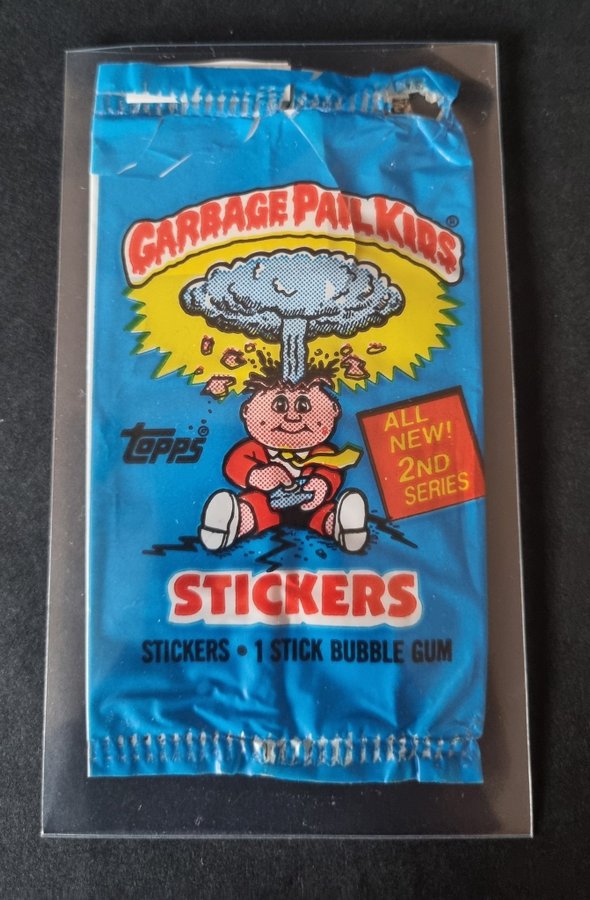 GARBAGE PAIL KIDS®
topps®
ALL
NEW!
2ND
SERIES
STICKERS
STICKERS • 1 STICK BUBBLE GUM